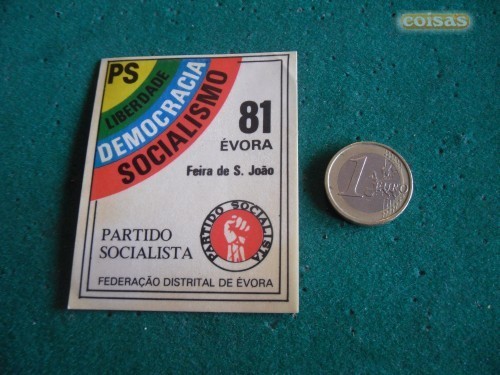 coisas
PS
LIBERDADE
DEMOCRACIA
SOCIALISMO
81
ÉVORA
Feira de S. João
PARTIDO
SOCIALISTA
PARTIDO SOCIALISTA
FEDERAÇÃO DISTRITAL DE ÉVORA
1
EURO